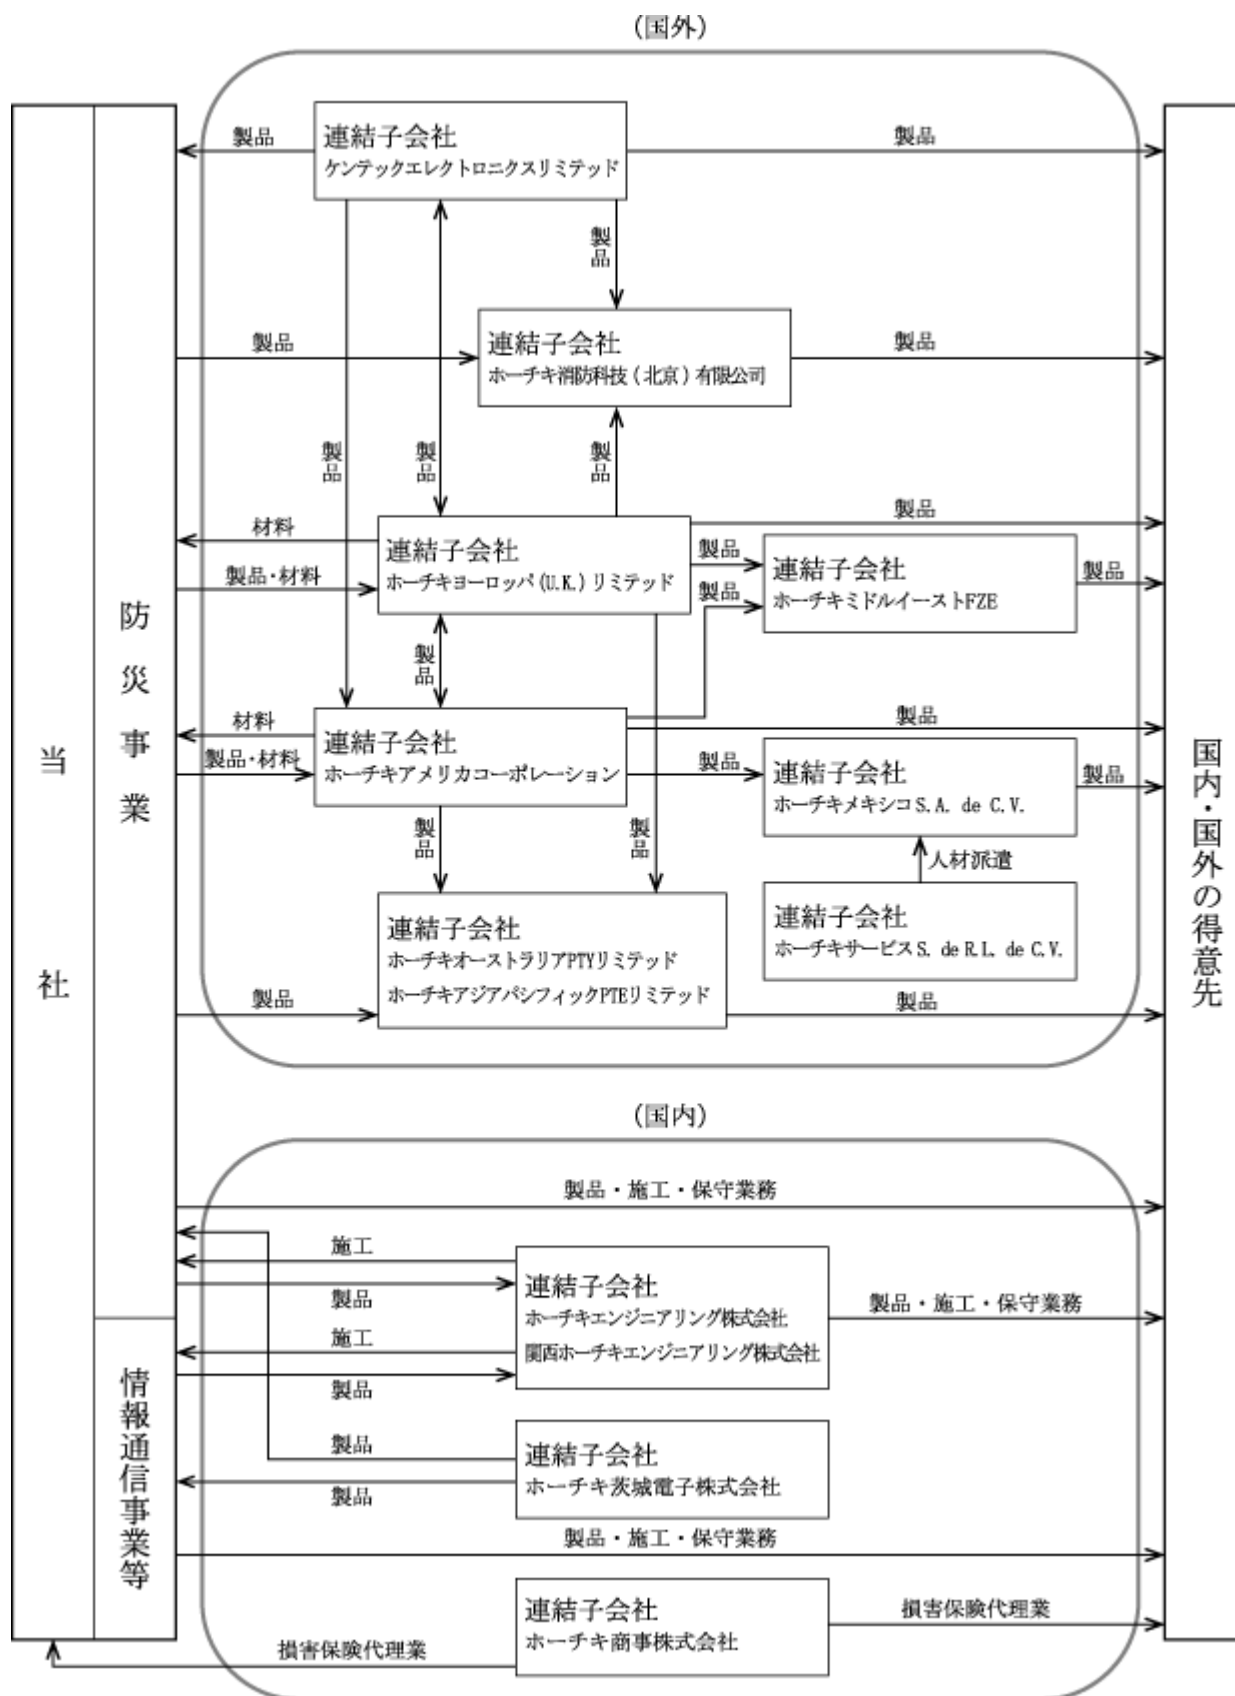 (国外)
連結子会社
ケンテックエレクトロニクスリミテッド
製品
製品
製品
連結子会社
ホーチキ消防科技(北京)有限公司
製品
製品
製品
製品
製品
材料
製品・材料
連結子会社
ホーチキヨーロッパ(U.K.)リミテッド
製品
製品
製品
連結子会社
ホーチキミドルイーストFZE
製品
製品
材料
製品・材料
連結子会社
ホーチキアメリカコーポレーション
製品
製品
連結子会社
ホーチキメキシコS.A. de C.V.
製品
人材派遣
製品
製品
連結子会社
ホーチキサービスS. de R.L. de C.V.
連結子会社
ホーチキオーストラリアPTYリミテッド
ホーチキアジアパシフィックPTEリミテッド
製品
製品
当社
防災事業
情報通信事業等
国内・国外の得意先
(国内)
製品・施工・保守業務
施工
製品
施工
製品
連結子会社
ホーチキエンジニアリング株式会社
関西ホーチキエンジニアリング株式会社
製品・施工・保守業務
製品
製品
連結子会社
ホーチキ茨城電子株式会社
製品・施工・保守業務
連結子会社
ホーチキ商事株式会社
損害保険代理業
損害保険代理業